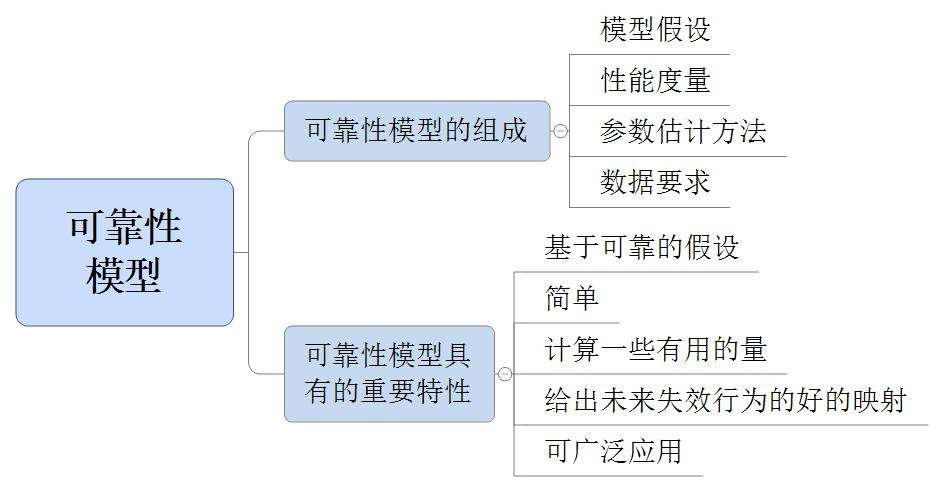 可靠性
模型
可靠性模型的组成
模型假设
性能度量
参数估计方法
数据要求
可靠性模型具
有的重要特性
基于可靠的假设
简单
计算一些有用的量
给出未来失效行为的好的映射
可广泛应用